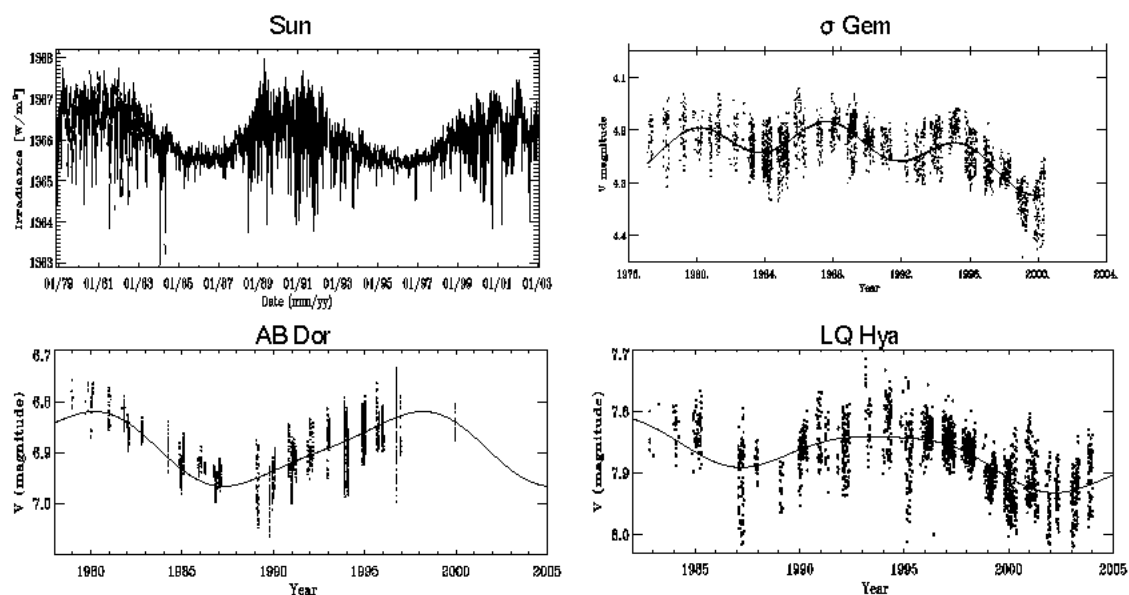 Sun
Irradiance [W/m²]
1368
1367
1366
1365
1364
1363
01/79 01/81 01/83 01/85 01/87 01/89 01/91 01/93 01/95 01/97 01/99 01/01 01/03
Date (mm/yy)
σ Gem
V magnitude
4.1
4.2
4.3
4.4
1976. 1980. 1984. 1988. 1992. 1996. 2000. 2004.
Year
AB Dor
V (magnitude)
6.7
6.8
6.9
7.0
1980 1985 1990 1995 2000 2005
Year
LQ Hya
V (magnitude)
7.7
7.8
7.9
8.0
1985 1990 1995 2000 2005
Year